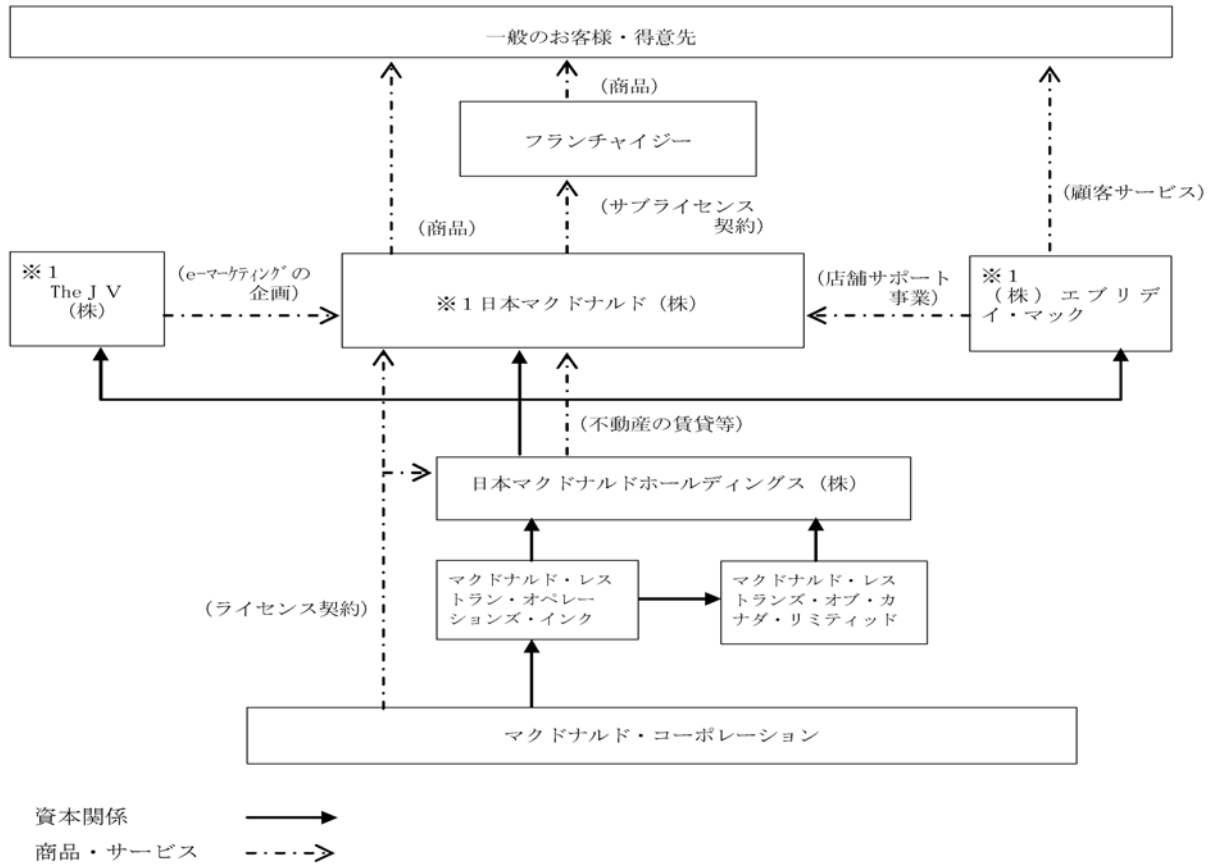 一般のお客様・得意先
(商品)
フランチャイジー
(サブライセンス
契約)
(商品)
(顧客サービス)
※1
The J V
(株)
(e-マーケティングの
企画)
※1日本マクドナルド(株)
(店舗サポート
事業)
※1
(株)エブリデ
イ・マック
(不動産の賃貸等)
日本マクドナルドホールディングス(株)
マクドナルド・レス
トラン・オペレー
ションズ・インク
マクドナルド・レス
トランズ・オブ・カ
ナダ・リミティッド
(ライセンス契約)
マクドナルド・コーポレーション
資本関係
商品・サービス